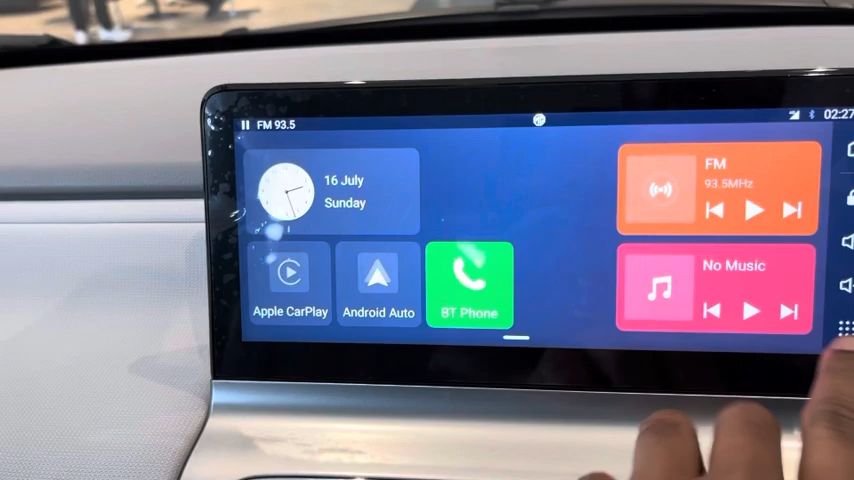 FM 93.5
MG
02:27
16 July
Sunday
FM
93.5MHz
No Music
Apple CarPlay
Android Auto
BT Phone